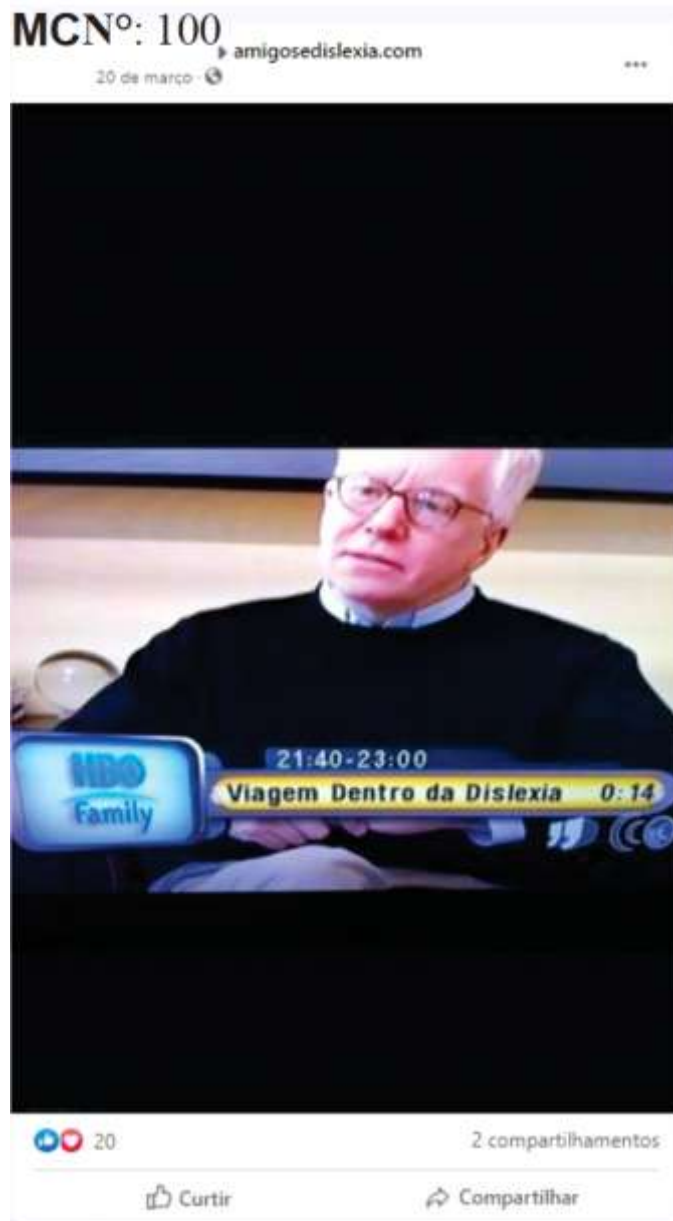 MCNº: 100
amigosedislexia.com
20 de março
21:40-23:00
HBO
Family
Viagem Dentro da Dislexia 0:14
20
2 compartilhamentos
Curtir
Compartilhar